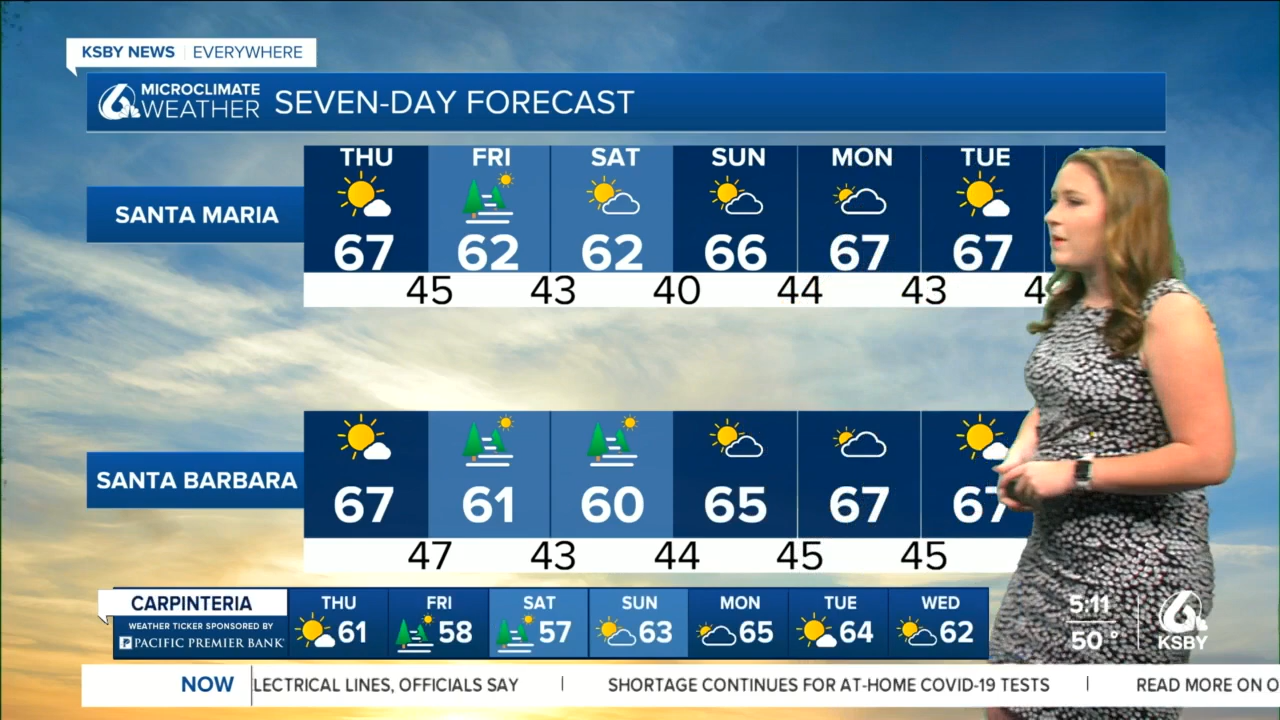 KSBY NEWS | EVERYWHERE
6 MICROCLIMATE WEATHER SEVEN-DAY FORECAST
THU FRI SAT SUN MON TUE
SANTA MARIA
67 62 62 66 67 67
45 43 40 44 43
SANTA BARBARA
67 61 60 65 67 67
47 43 44 45 45
CARPINTERIA
WEATHER TICKER SPONSORED BY
PACIFIC PREMIER BANK
THU FRI SAT SUN MON TUE WED
61 58 57 63 65 64 62
5:11
50°
6
KSBY
NOW LECTRICAL LINES, OFFICIALS SAY | SHORTAGE CONTINUES FOR AT-HOME COVID-19 TESTS | READ MORE ON